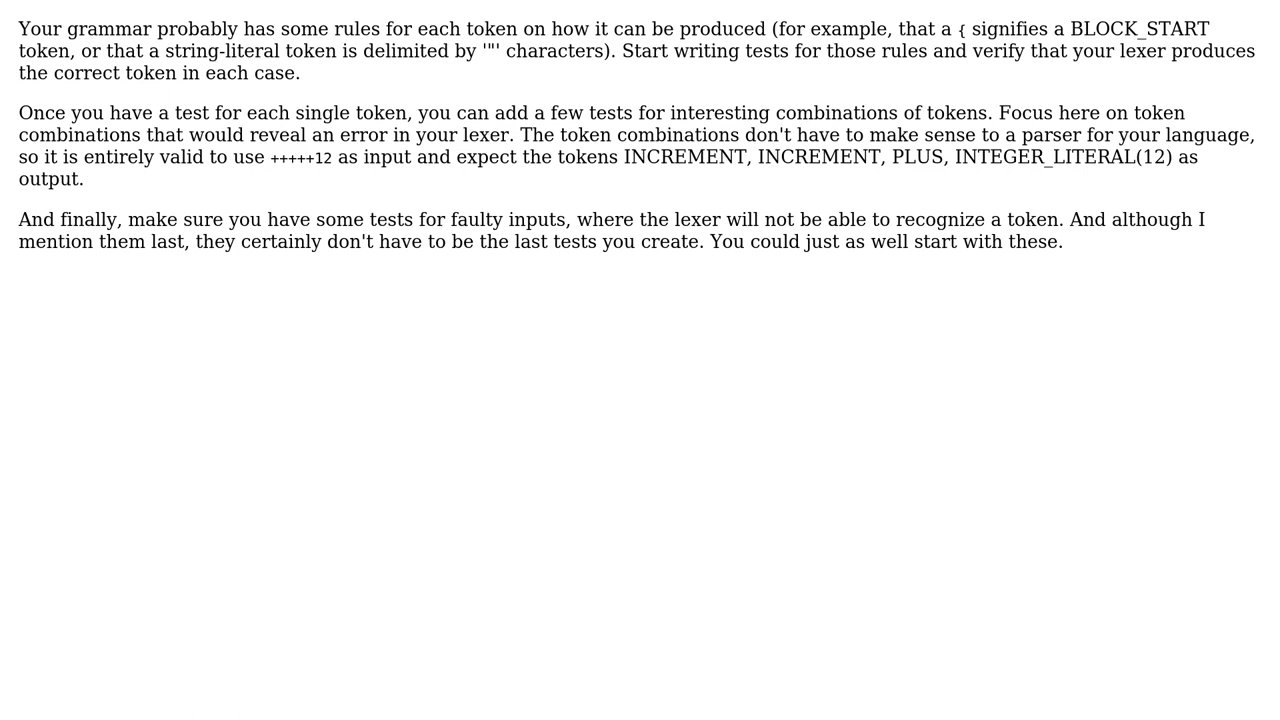 Your grammar probably has some rules for each token on how it can be produced (for example, that a { signifies a BLOCK_START
token, or that a string-literal token is delimited by '"' characters). Start writing tests for those rules and verify that your lexer produces
the correct token in each case.
Once you have a test for each single token, you can add a few tests for interesting combinations of tokens. Focus here on token
combinations that would reveal an error in your lexer. The token combinations don't have to make sense to a parser for your language,
so it is entirely valid to use +++++12 as input and expect the tokens INCREMENT, INCREMENT, PLUS, INTEGER_LITERAL(12) as
output.
And finally, make sure you have some tests for faulty inputs, where the lexer will not be able to recognize a token. And although I
mention them last, they certainly don't have to be the last tests you create. You could just as well start with these.